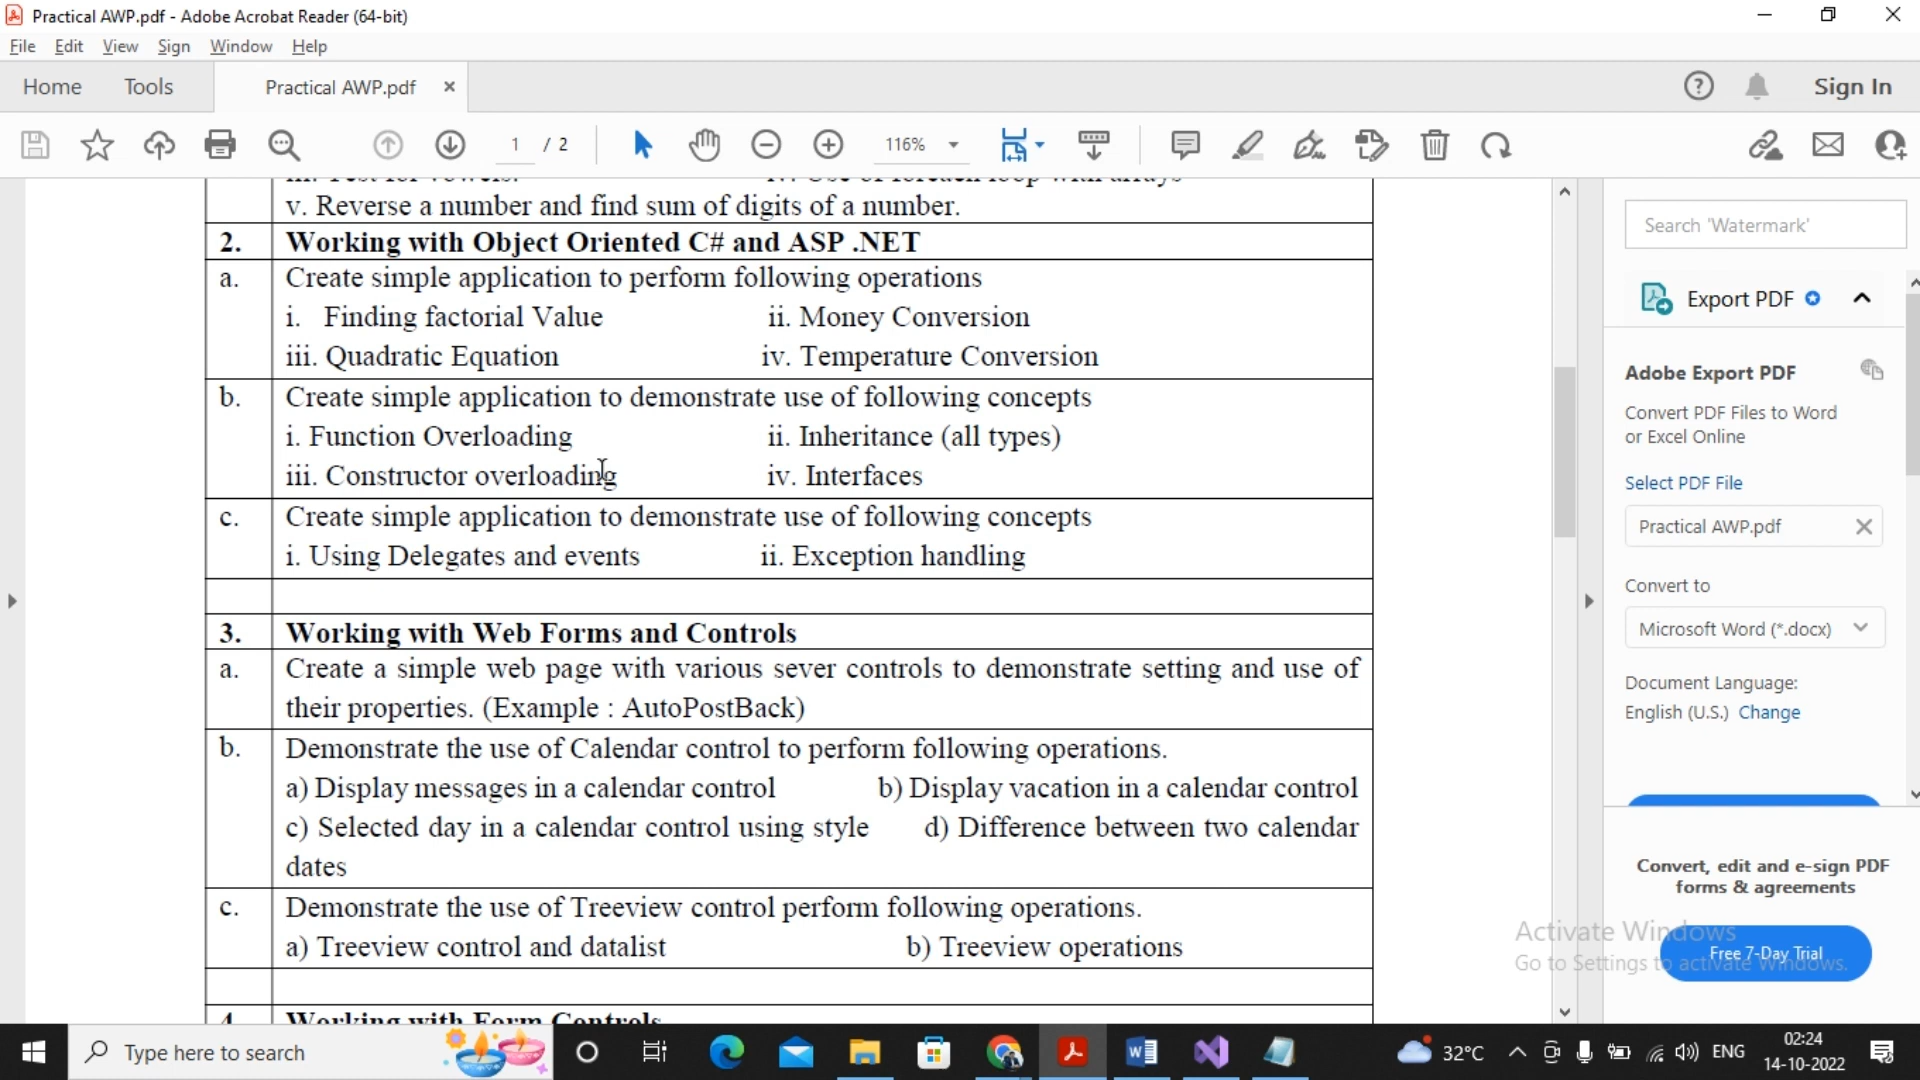 Practical AWP.pdf - Adobe Acrobat Reader (64-bit)
File Edit View Sign Window Help
Home Tools Practical AWP.pdf × Sign In
1 / 2 116%
v. Reverse a number and find sum of digits of a number.
2. Working with Object Oriented C# and ASP .NET
a. Create simple application to perform following operations
i. Finding factorial Value ii. Money Conversion
iii. Quadratic Equation iv. Temperature Conversion
b. Create simple application to demonstrate use of following concepts
i. Function Overloading ii. Inheritance (all types)
iii. Constructor overloading iv. Interfaces
c. Create simple application to demonstrate use of following concepts
i. Using Delegates and events ii. Exception handling
3. Working with Web Forms and Controls
a. Create a simple web page with various sever controls to demonstrate setting and use of
their properties. (Example : AutoPostBack)
b. Demonstrate the use of Calendar control to perform following operations.
a) Display messages in a calendar control b) Display vacation in a calendar control
c) Selected day in a calendar control using style d) Difference between two calendar
dates
c. Demonstrate the use of Treeview control perform following operations.
a) Treeview control and datalist b) Treeview operations
4. Working with Form Controls
Search 'Watermark'
Export PDF
Adobe Export PDF
Convert PDF Files to Word
or Excel Online
Select PDF File
Practical AWP.pdf
Convert to
Microsoft Word (*.docx)
Document Language:
English (U.S.) Change
Convert, edit and e-sign PDF
forms & agreements
Free 7-Day Trial
Activate Windows
Go to Settings to activate Windows.
Type here to search
32°C ENG
02:24
14-10-2022